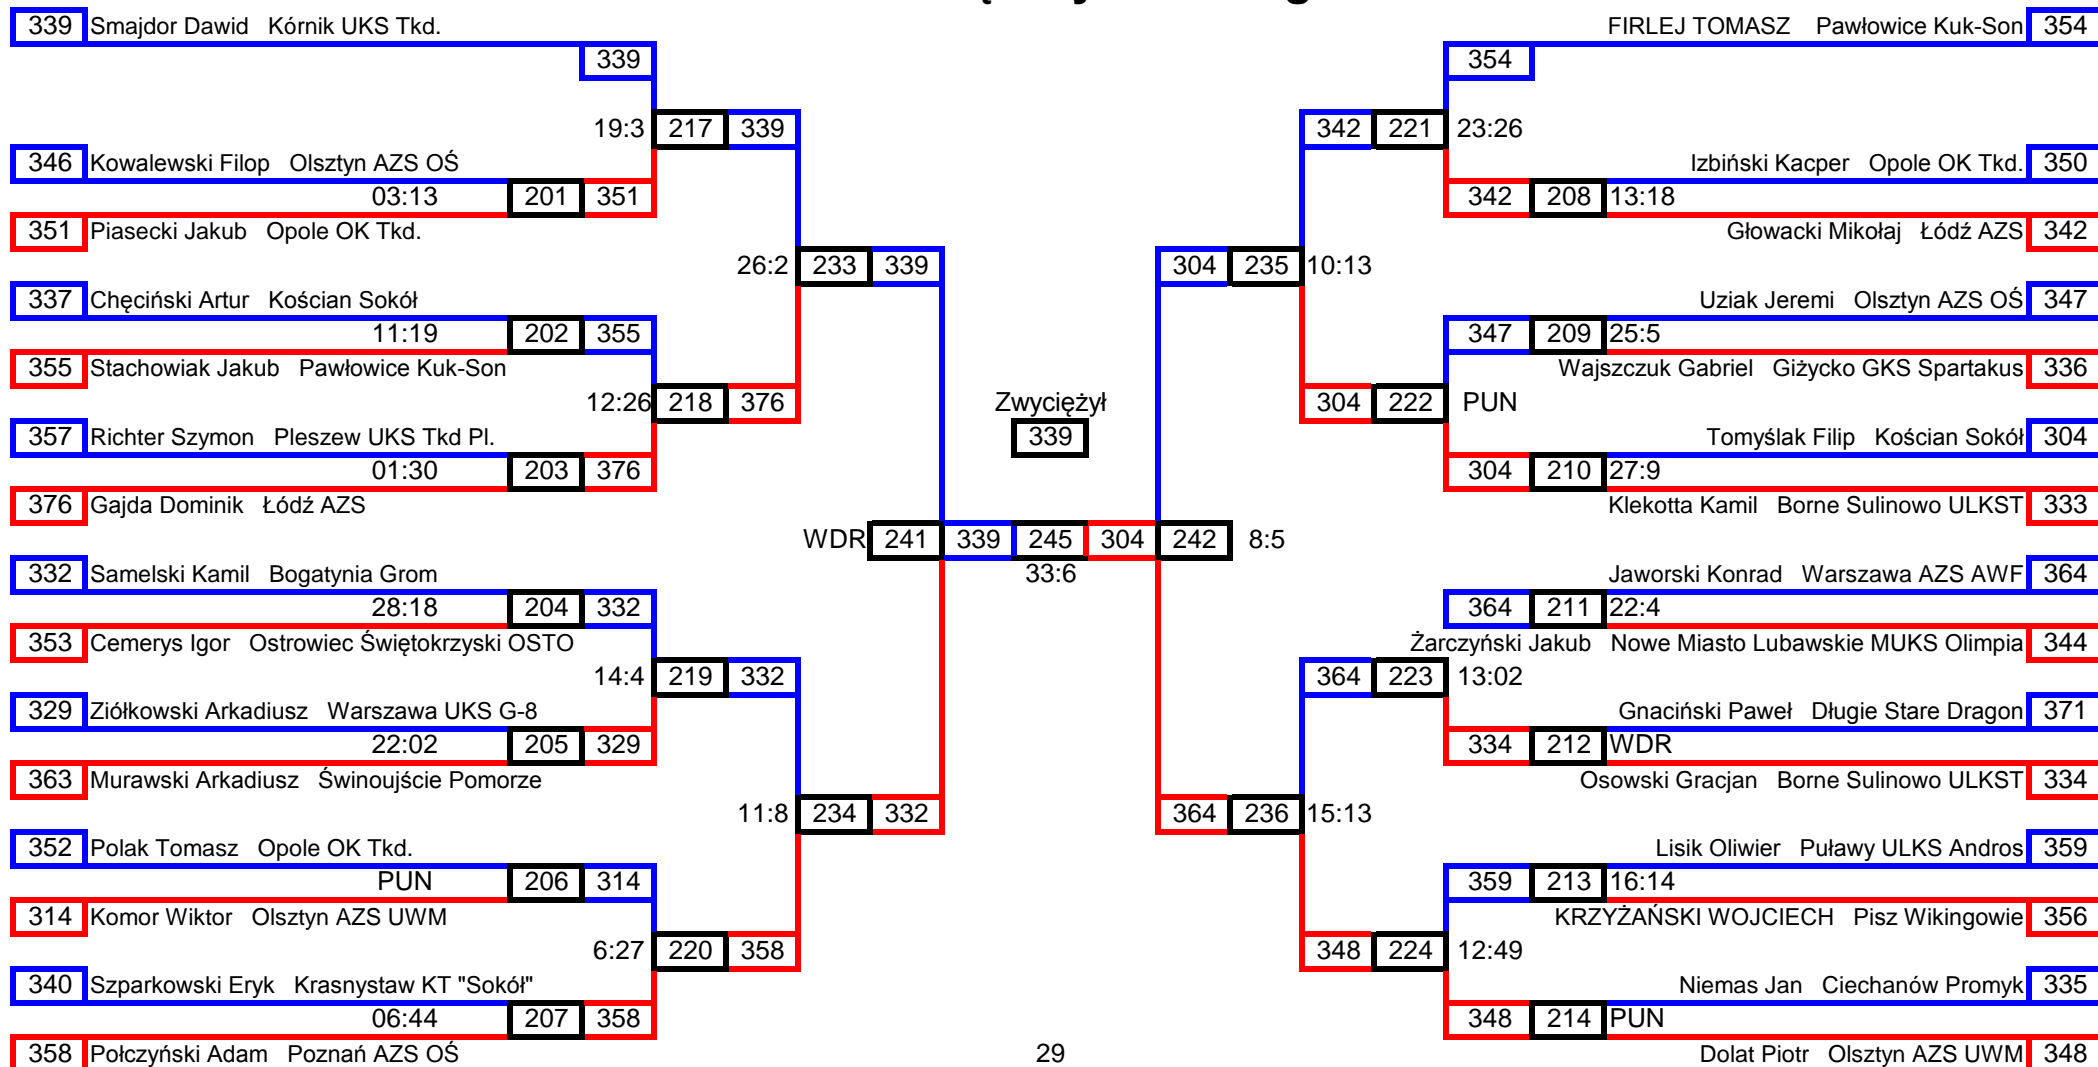 339 Smajdor Dawid Kórnik UKS Tkd. FIRLEJ TOMASZ Pawłowice Kuk-Son 354
339 354
19:3 217 339 342 221 23:26
346 Kowalewski Filop Olsztyn AZS OŚ Izbiński Kacper Opole OK Tkd. 350
03:13 201 351 342 208 13:18
351 Piasecki Jakub Opole OK Tkd. Głowacki Mikołaj Łódź AZS 342
26:2 233 339 304 235 10:13
337 Chęciński Artur Kościan Sokół Uziak Jeremi Olsztyn AZS OŚ 347
11:19 202 355 347 209 25:5
355 Stachowiak Jakub Pawłowice Kuk-Son Wajszczuk Gabriel Giżycko GKS Spartakus 336
12:26 218 376 Zwyciężył 304 222 PUN
357 Richter Szymon Pleszew UKS Tkd Pl. 339 Tomyślak Filip Kościan Sokół 304
01:30 203 376 304 210 27:9
376 Gajda Dominik Łódź AZS Klekotta Kamil Borne Sulinowo ULKST 333
WDR 241 339 245 304 242 8:5
332 Samelski Kamil Bogatynia Grom 33:6 Jaworski Konrad Warszawa AZS AWF 364
28:18 204 332 364 211 22:4
353 Cemerys Igor Ostrowiec Świętokrzyski OSTO Żarczyński Jakub Nowe Miasto Lubawskie MUKS Olimpia 344
14:4 219 332 364 223 13:02
329 Ziółkowski Arkadiusz Warszawa UKS G-8 Gnaciński Paweł Długie Stare Dragon 371
22:02 205 329 334 212 WDR
363 Murawski Arkadiusz Świnoujście Pomorze Osowski Gracjan Borne Sulinowo ULKST 334
11:8 234 332 364 236 15:13
352 Polak Tomasz Opole OK Tkd. Lisik Oliwier Puławy ULKS Andros 359
PUN 206 314 359 213 16:14
314 Komor Wiktor Olsztyn AZS UWM KRZYŻAŃSKI WOJCIECH Pisz Wikingowie 356
6:27 220 358 348 224 12:49
340 Szparkowski Eryk Krasnystaw KT "Sokół" Niemas Jan Ciechanów Promyk 335
06:44 207 358 348 214 PUN
358 Połczyński Adam Poznań AZS OŚ 29 Dolat Piotr Olsztyn AZS UWM 348